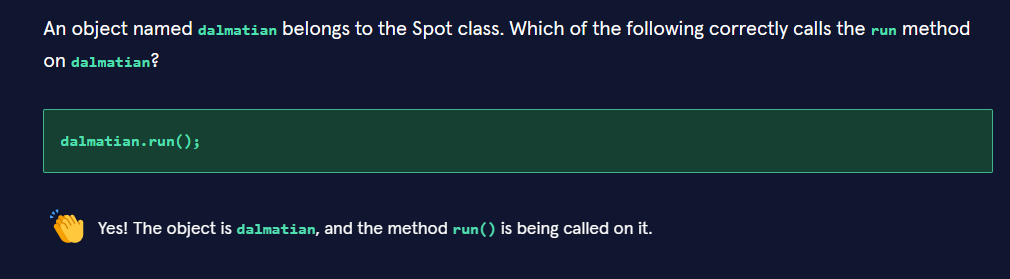 An object named dalmatian belongs to the Spot class. Which of the following correctly calls the run method
on dalmatian?
dalmatian.run();
Yes! The object is dalmatian, and the method run() is being called on it.